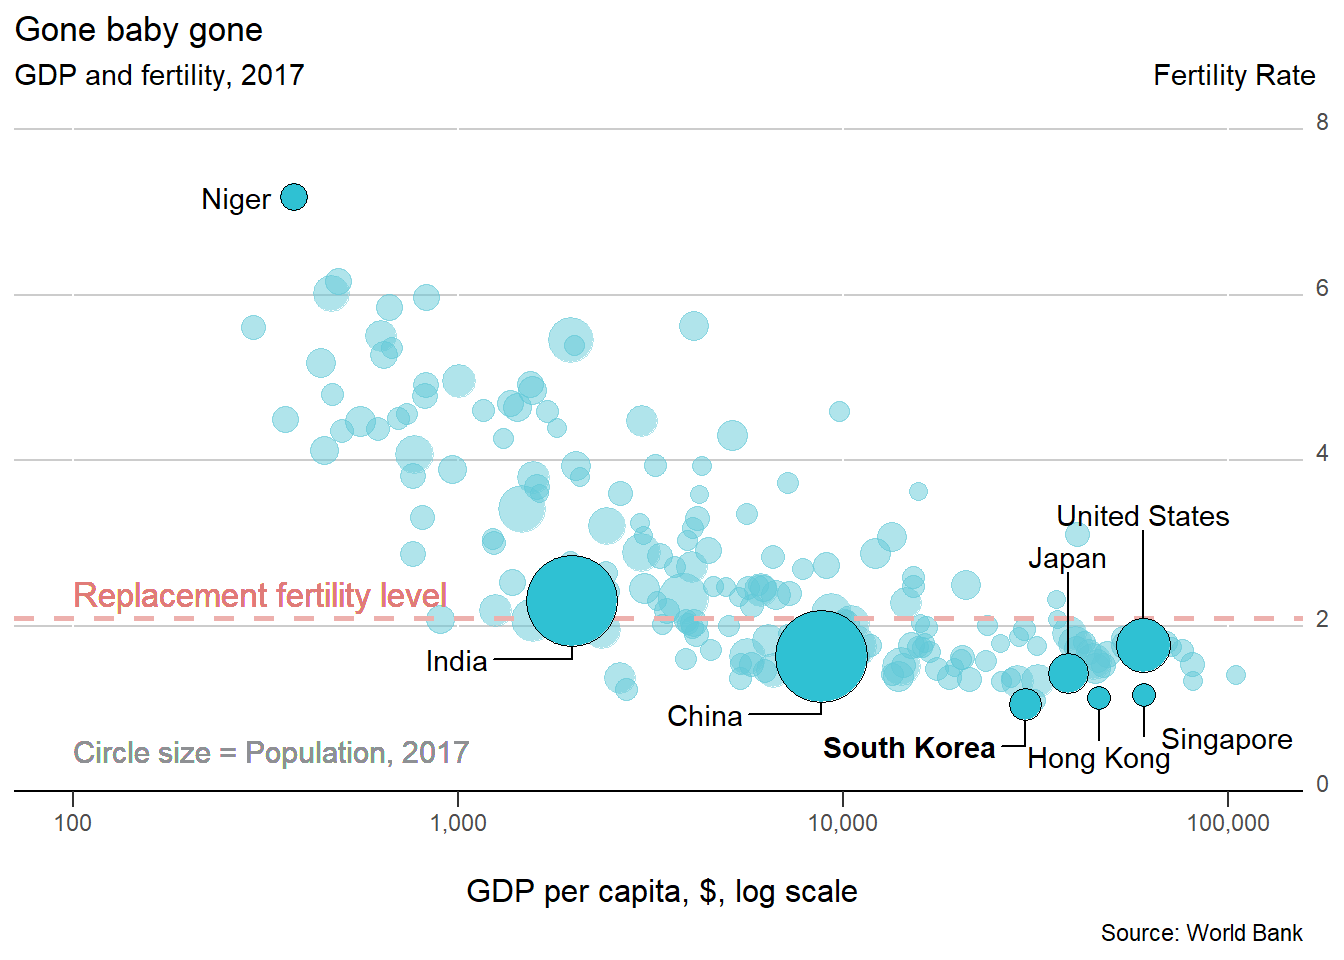 Gone baby gone
GDP and fertility, 2017
Fertility Rate
8
Niger
6
4
United States
Japan
Replacement fertility level
2
India
China
South Korea
Hong Kong
Singapore
Circle size = Population, 2017
0
100
1,000
10,000
100,000
GDP per capita, $, log scale
Source: World Bank